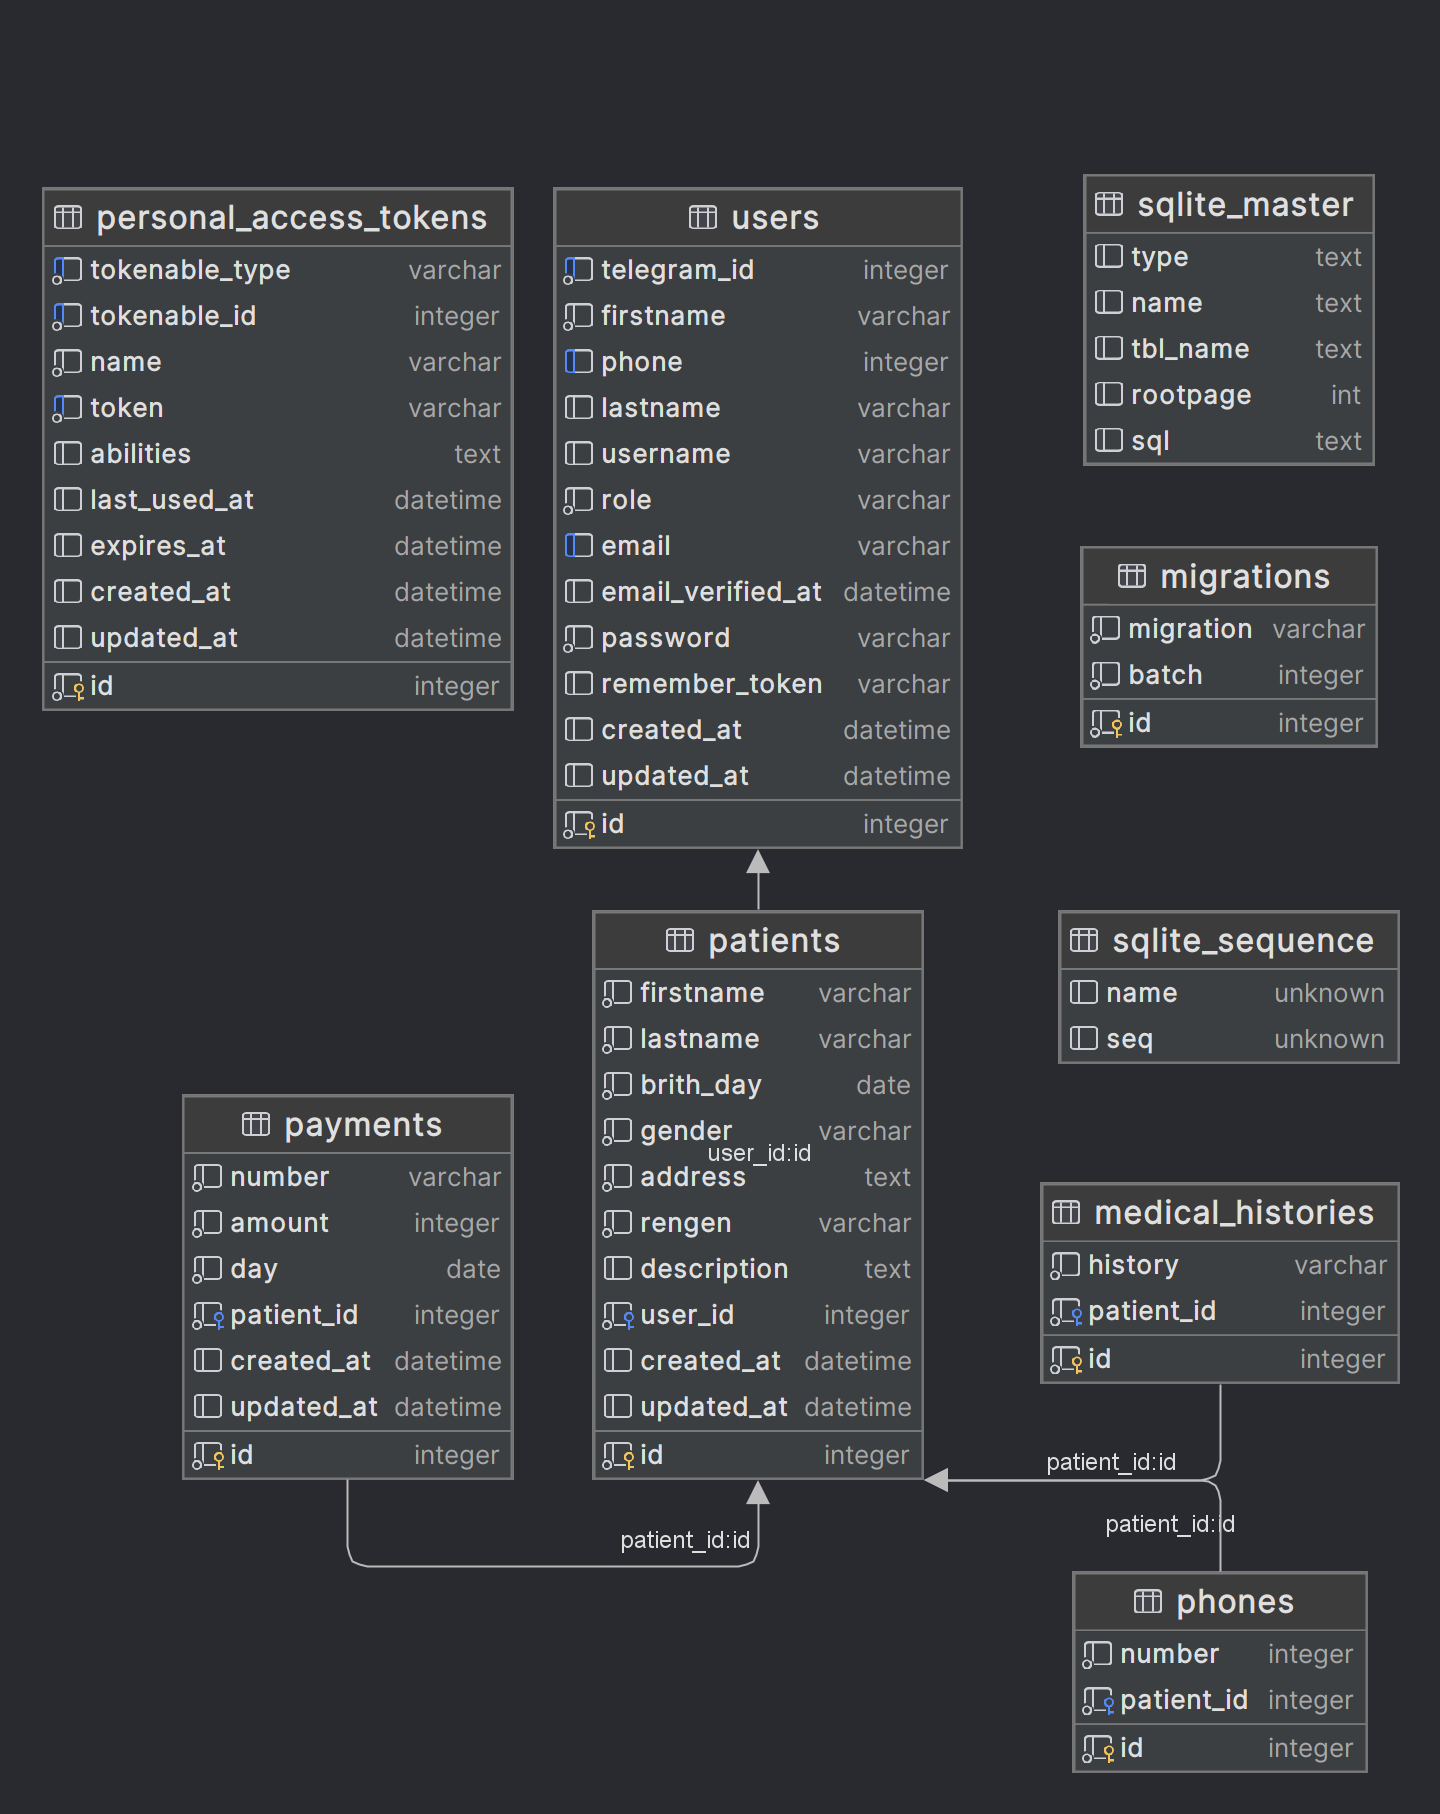 personal_access_tokens
tokenable_type varchar
tokenable_id integer
name varchar
token varchar
abilities text
last_used_at datetime
expires_at datetime
created_at datetime
updated_at datetime
id integer
users
telegram_id integer
firstname varchar
phone integer
lastname varchar
username varchar
role varchar
email varchar
email_verified_at datetime
password varchar
remember_token varchar
created_at datetime
updated_at datetime
id integer
sqlite_master
type text
name text
tbl_name text
rootpage int
sql text
migrations
migration varchar
batch integer
id integer
patients
firstname varchar
lastname varchar
brith_day date
gender varchar
user_id:id
address text
rengen varchar
description text
user_id integer
created_at datetime
updated_at datetime
id integer
sqlite_sequence
name unknown
seq unknown
payments
number varchar
amount integer
day date
patient_id integer
created_at datetime
updated_at datetime
id integer
patient_id:id
medical_histories
history varchar
patient_id integer
id integer
patient_id:id
patient_id:id
phones
number integer
patient_id integer
id integer